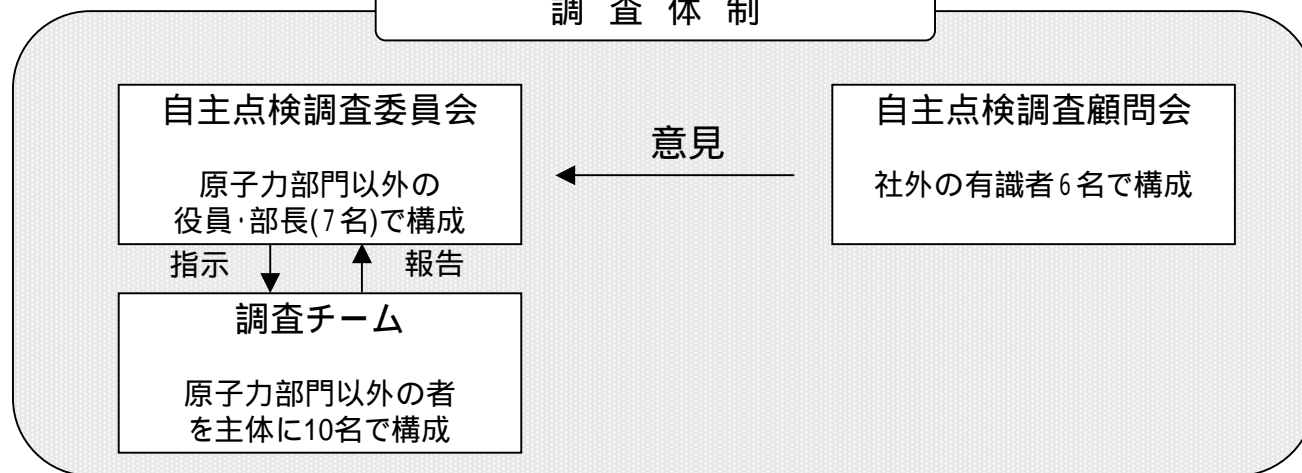 調査体制
自主点検調査委員会
原子力部門以外の
役員・部長(7名)で構成
意見
自主点検調査顧問会
社外の有識者6名で構成
指示
報告
調査チーム
原子力部門以外の者
を主体に10名で構成